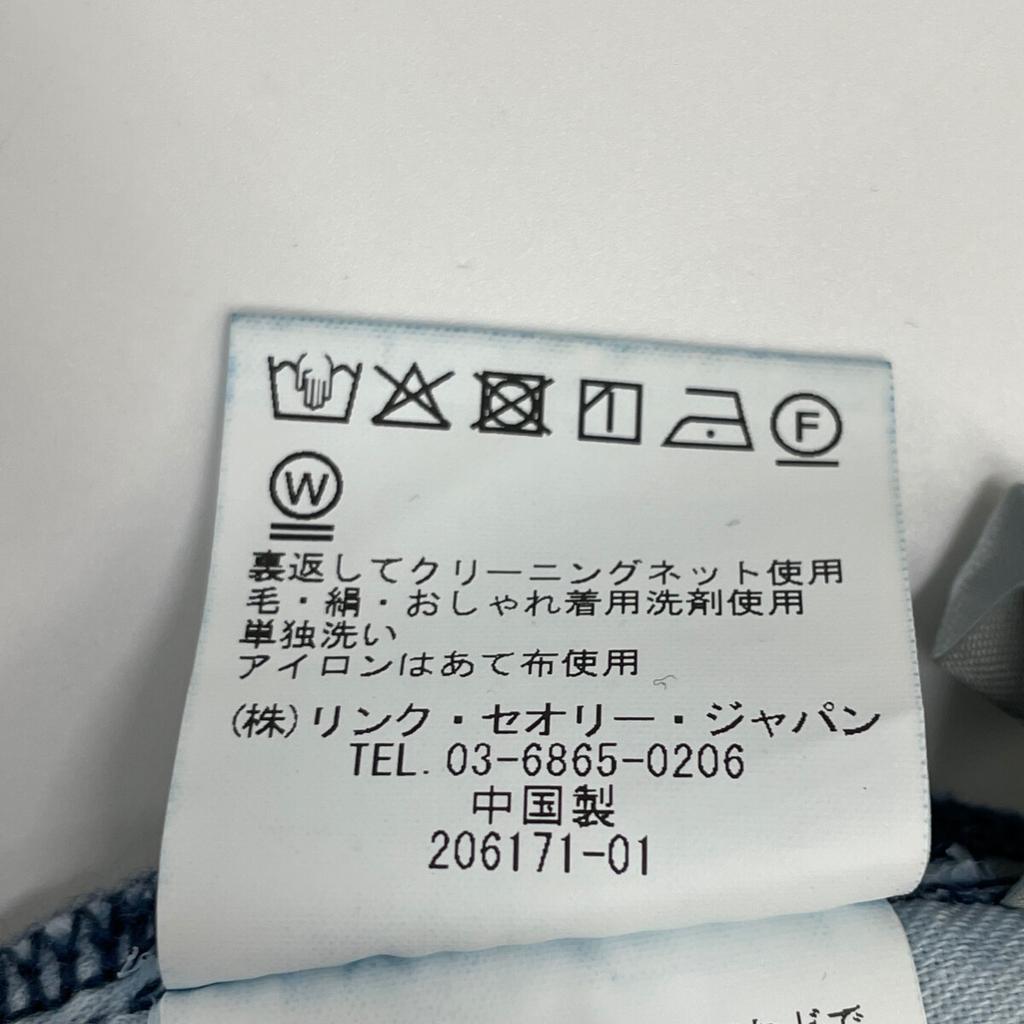 F
W
裏返してクリーニングネット使用
毛・絹・おしゃれ着用洗剤使用
単独洗い
アイロンはあて布使用
(株)リンク・セオリー・ジャパン
TEL. 03-6865-0206
中国製
206171-01